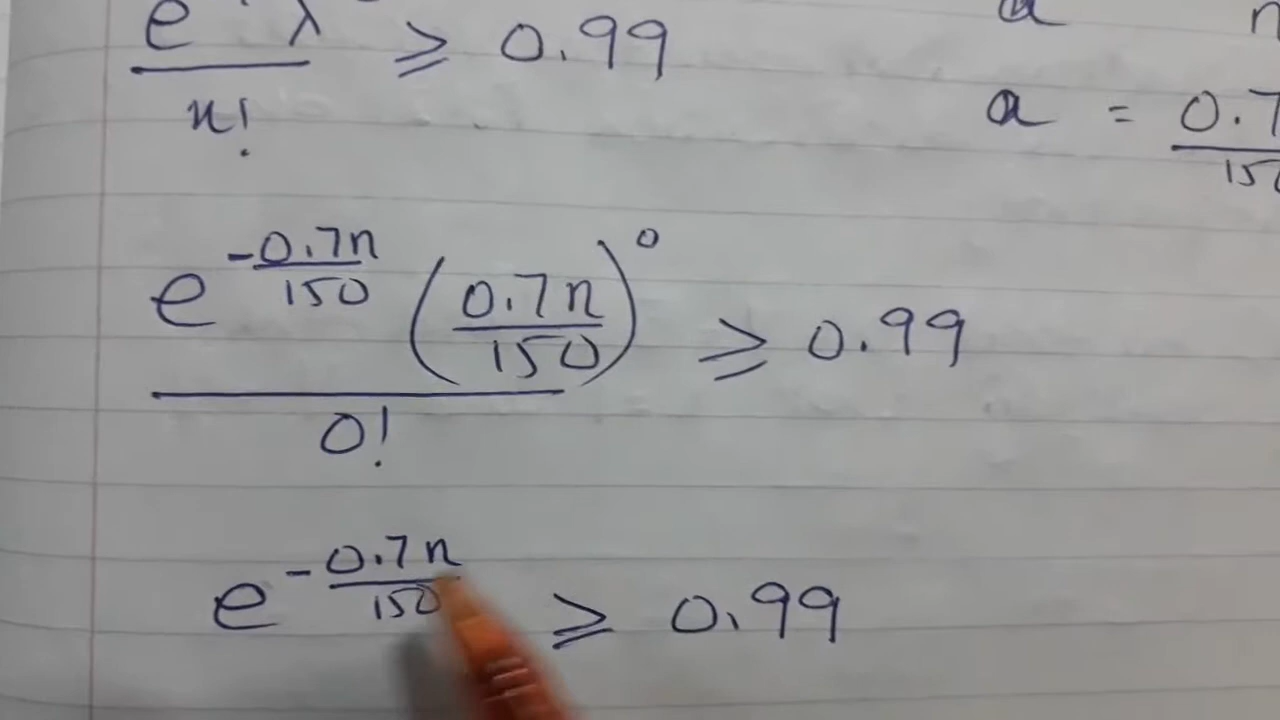 e λ
── ≥ 0.99
x!
a
a = 0.7
150
e^{-0.7n/150} (0.7n/150)^0
── ≥ 0.99
0!
e^{-0.7n/150} ≥ 0.99